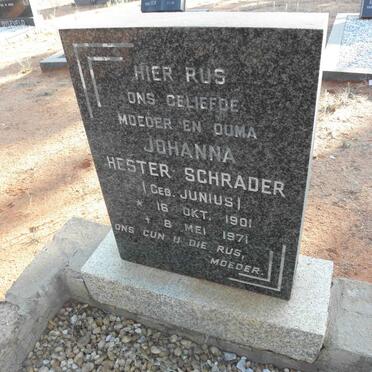 HIER RUS
ONS GELIEFDE
MOEDER EN OUMA
JOHANNA
HESTER SCHRADER
(GEB. JUNIUS)
* 16 OKT. 1901
† 8 MEI 1971
ONS GUN U DIE RUS,
MOEDER.